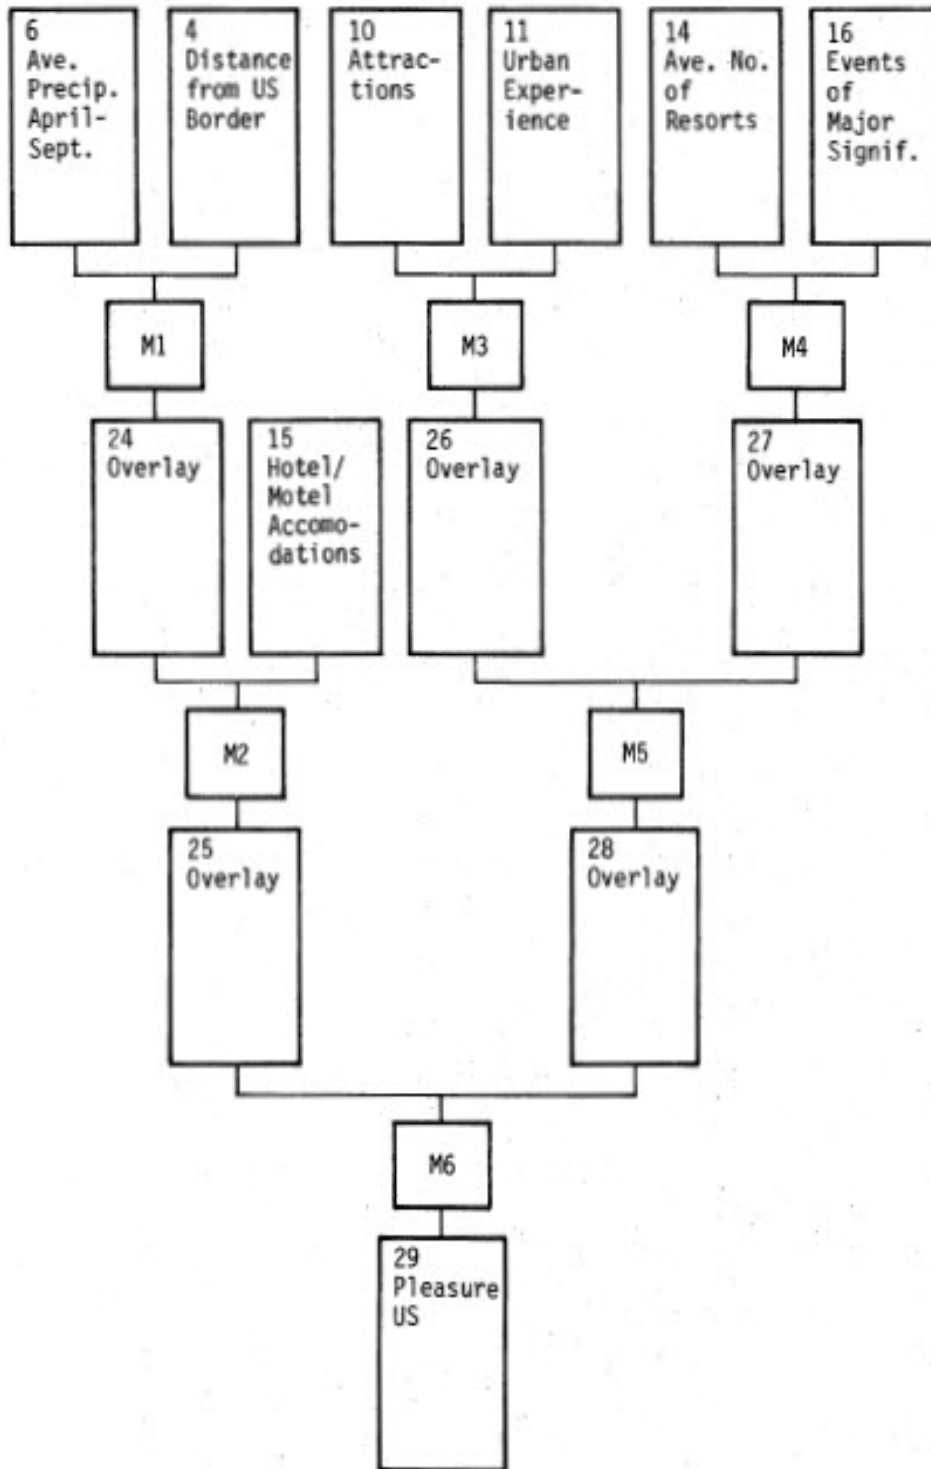 6
Ave.
Precip.
April-
Sept.
4
Distance
from US
Border
10
Attrac-
tions
11
Urban
Exper-
ience
14
Ave. No.
of
Resorts
16
Events
of
Major
Signif.
M1
M3
M4
24
Overlay
15
Hotel/
Motel
Accomo-
dations
26
Overlay
27
Overlay
M2
M5
25
Overlay
28
Overlay
M6
29
Pleasure
US